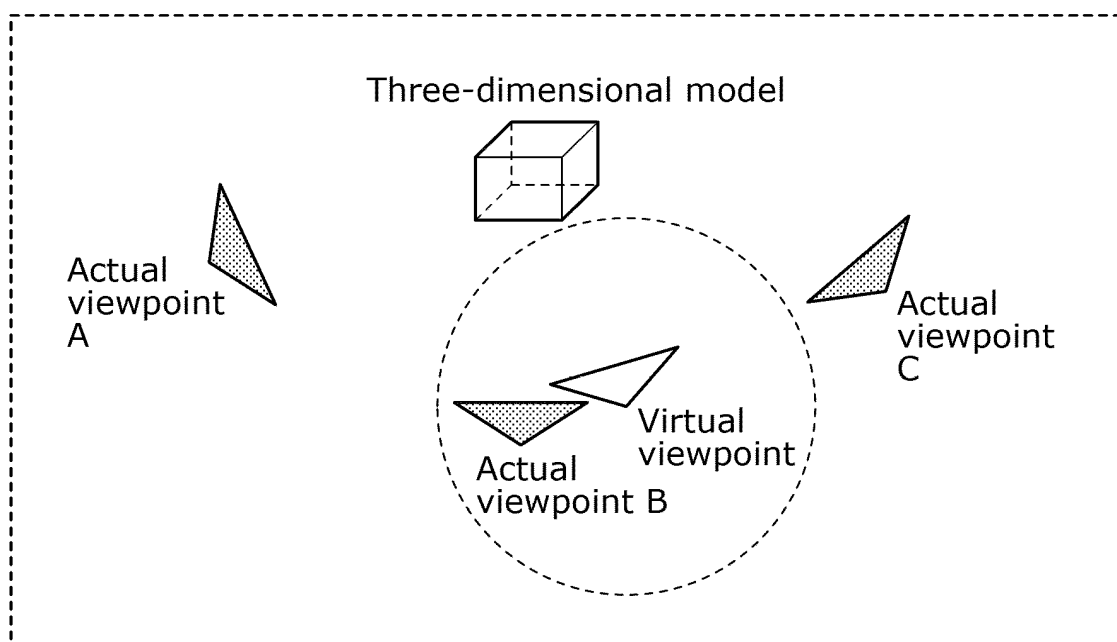 Three-dimensional model
Actual
viewpoint
A
Actual
viewpoint
C
Virtual
viewpoint
Actual
viewpoint B